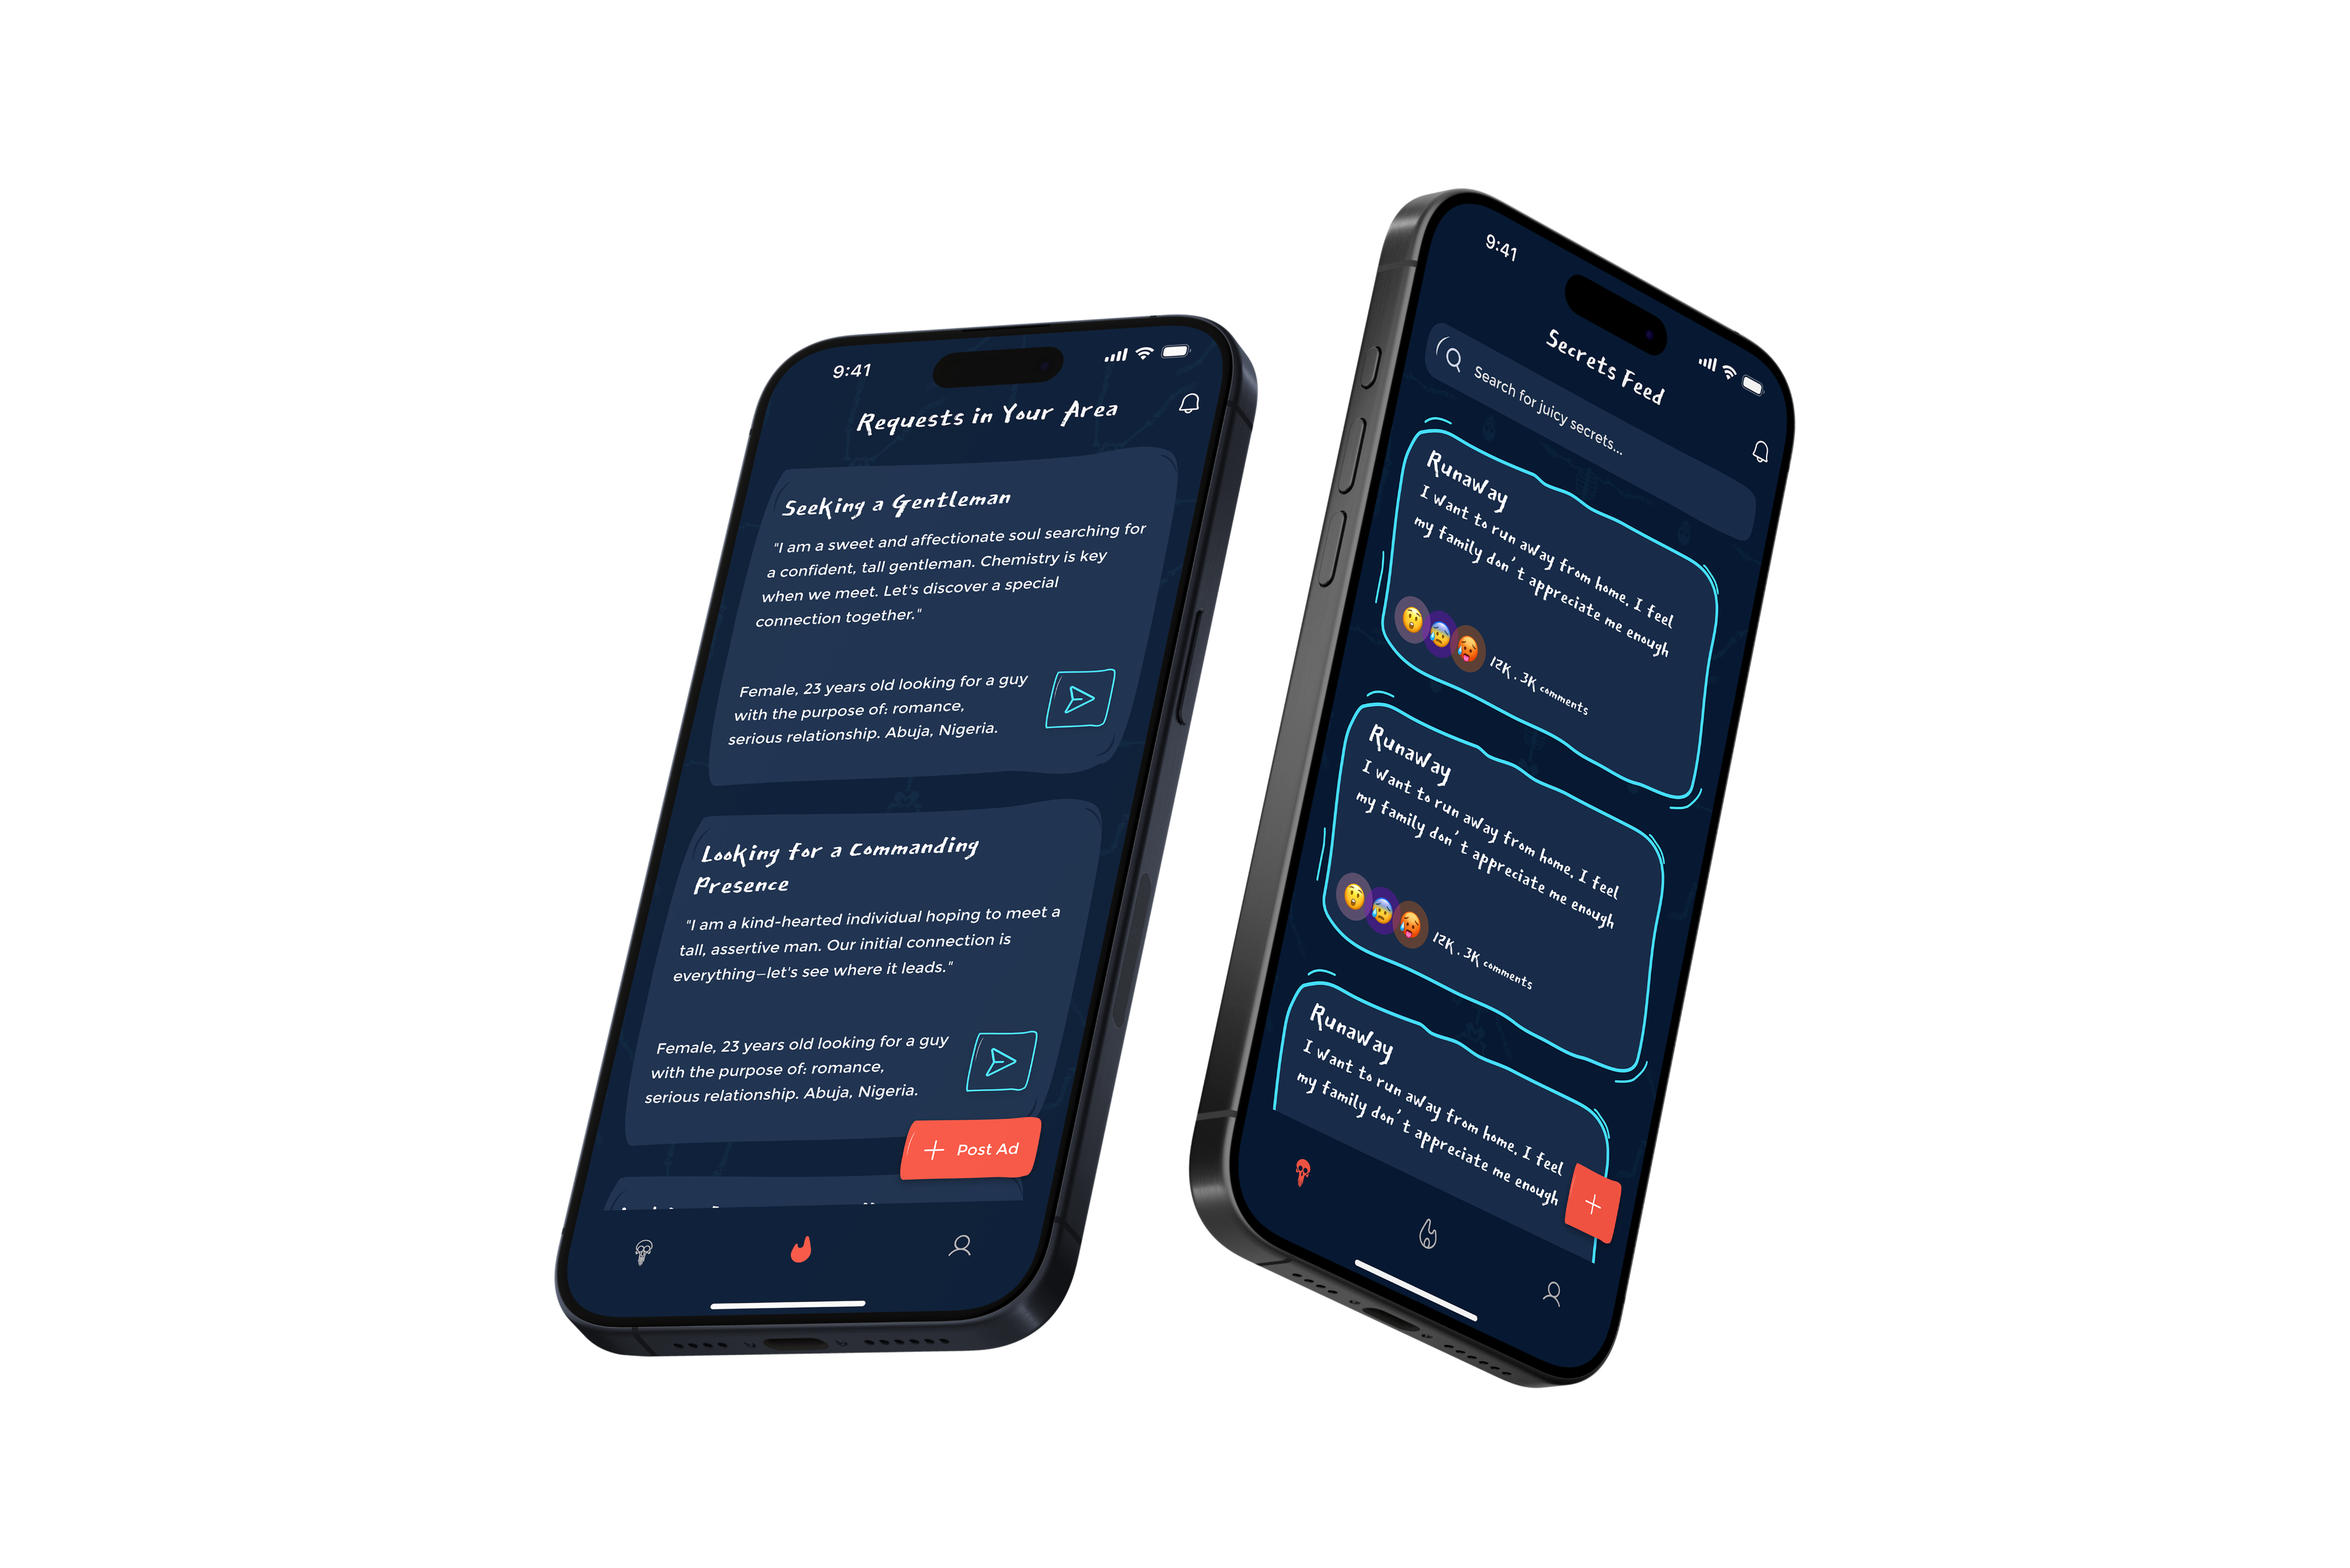 9:41
Requests in Your Area
Seeking a Gentleman
"I am a sweet and affectionate soul searching for
a confident, tall gentleman. Chemistry is key
when we meet. Let's discover a special
connection together."
Female, 23 years old looking for a guy
with the purpose of: romance,
serious relationship. Abuja, Nigeria.
Looking for a Commanding
Presence
"I am a kind-hearted individual hoping to meet a
tall, assertive man. Our initial connection is
everything—let's see where it leads."
Female, 23 years old looking for a guy
with the purpose of: romance,
serious relationship. Abuja, Nigeria.
Post Ad
9:41
Secrets Feed
Search for juicy secrets...
Runaway
I want to run away from home. I feel
my family don't appreciate me enough
12K . 3K comments
Runaway
I want to run away from home. I feel
my family don't appreciate me enough
12K . 3K comments
Runaway
I want to run away from home. I feel
my family don't appreciate me enough